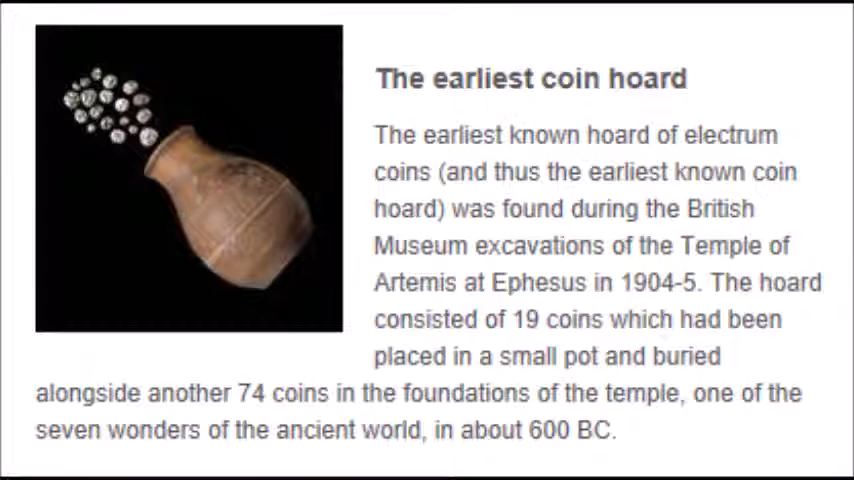 The earliest coin hoard
The earliest known hoard of electrum
coins (and thus the earliest known coin
hoard) was found during the British
Museum excavations of the Temple of
Artemis at Ephesus in 1904-5. The hoard
consisted of 19 coins which had been
placed in a small pot and buried
alongside another 74 coins in the foundations of the temple, one of the
seven wonders of the ancient world, in about 600 BC.